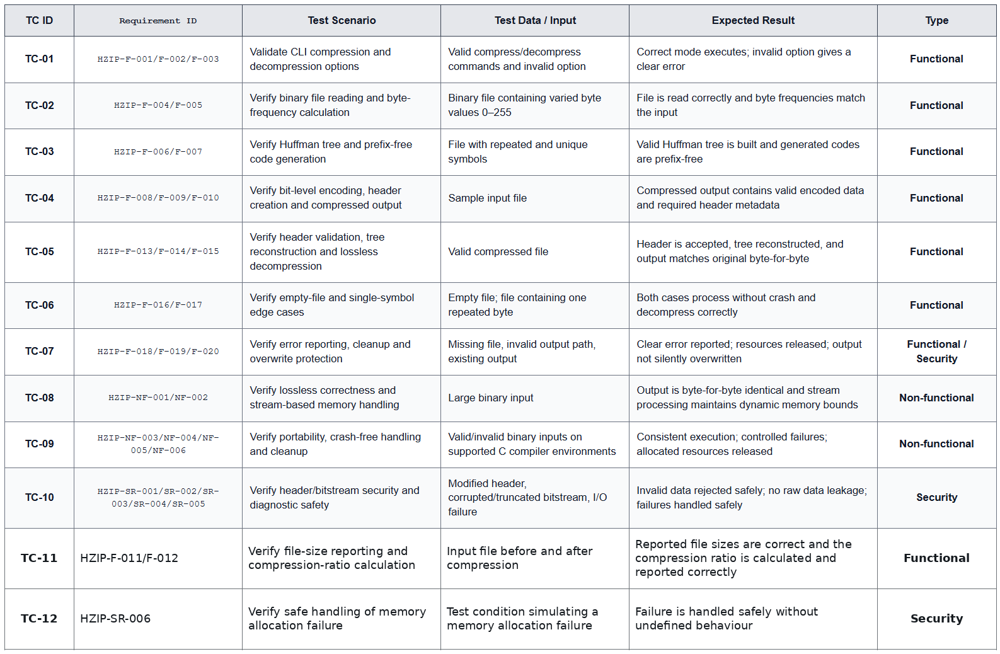 TC ID
Requirement ID
Test Scenario
Test Data / Input
Expected Result
Type
TC-01
HZIP-F-001/F-002/F-003
Validate CLI compression and
decompression options
Valid compress/decompress
commands and invalid option
Correct mode executes; invalid option gives a
clear error
Functional
TC-02
HZIP-F-004/F-005
Verify binary file reading and byte-
frequency calculation
Binary file containing varied byte
values 0–255
File is read correctly and byte frequencies match
the input
Functional
TC-03
HZIP-F-006/F-007
Verify Huffman tree and prefix-free
code generation
File with repeated and unique
symbols
Valid Huffman tree is built and generated codes
are prefix-free
Functional
TC-04
HZIP-F-008/F-009/F-010
Verify bit-level encoding, header
creation and compressed output
Sample input file
Compressed output contains valid encoded data
and required header metadata
Functional
TC-05
HZIP-F-013/F-014/F-015
Verify header validation, tree
reconstruction and lossless
decompression
Valid compressed file
Header is accepted, tree reconstructed, and
output matches original byte-for-byte
Functional
TC-06
HZIP-F-016/F-017
Verify empty-file and single-symbol
edge cases
Empty file; file containing one
repeated byte
Both cases process without crash and
decompress correctly
Functional
TC-07
HZIP-F-018/F-019/F-020
Verify error reporting, cleanup and
overwrite protection
Missing file, invalid output path,
existing output
Clear error reported; resources released; output
not silently overwritten
Functional /
Security
TC-08
HZIP-NF-001/NF-002
Verify lossless correctness and
stream-based memory handling
Large binary input
Output is byte-for-byte identical and stream
processing maintains dynamic memory bounds
Non-functional
TC-09
HZIP-NF-003/NF-004/NF-
005/NF-006
Verify portability, crash-free handling
and cleanup
Valid/invalid binary inputs on
supported C compiler environments
Consistent execution; controlled failures;
allocated resources released
Non-functional
TC-10
HZIP-SR-001/SR-002/SR-
003/SR-004/SR-005
Verify header/bitstream security and
diagnostic safety
Modified header,
corrupted/truncated bitstream, I/O
failure
Invalid data rejected safely; no raw data leakage;
failures handled safely
Security
TC-11
HZIP-F-011/F-012
Verify file-size reporting and
compression-ratio calculation
Input file before and after
compression
Reported file sizes are correct and the
compression ratio is calculated and
reported correctly
Functional
TC-12
HZIP-SR-006
Verify safe handling of memory
allocation failure
Test condition simulating a
memory allocation failure
Failure is handled safely without
undefined behaviour
Security